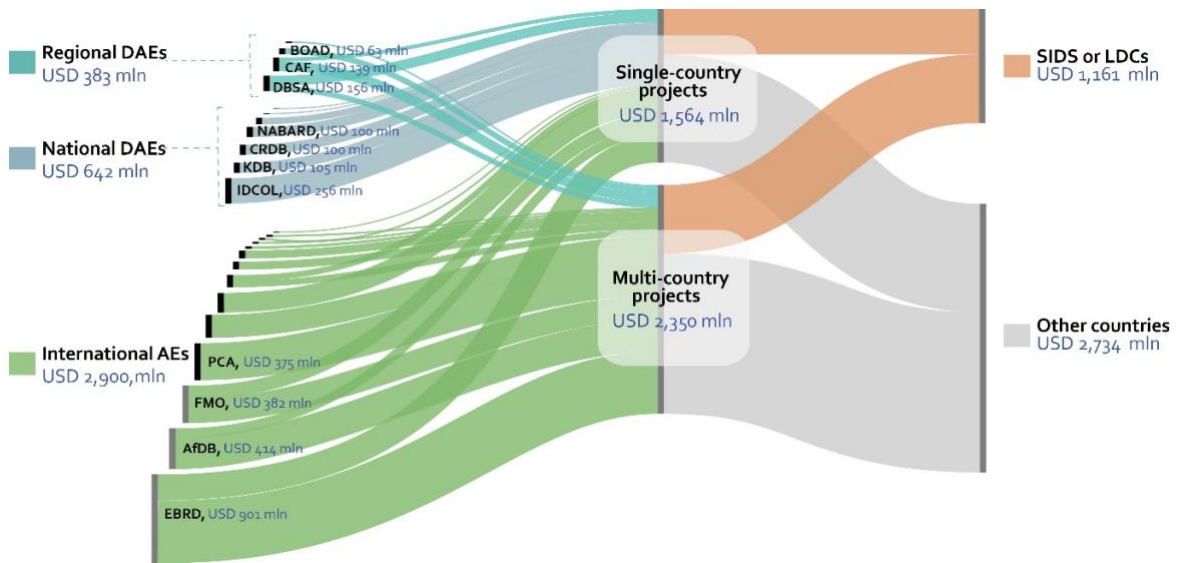 Regional DAEs
USD 383 mln
National DAEs
USD 642 mln
International AEs
USD 2,900,mln
BOAD, USD 63 mln
CAF, USD 139 mln
DBSA, USD 156 mln
NABARD, USD 100 mln
CRDB, USD 100 mln
KDB, USD 105 mln
IDCOL, USD 256 mln
PCA, USD 375 mln
FMO, USD 382 mln
AfDB, USD 414 mln
EBRD, USD 901 mln
Single-country
projects
USD 1,564 mln
Multi-country
projects
USD 2,350 mln
SIDS or LDCs
USD 1,161 mln
Other countries
USD 2,734 mln